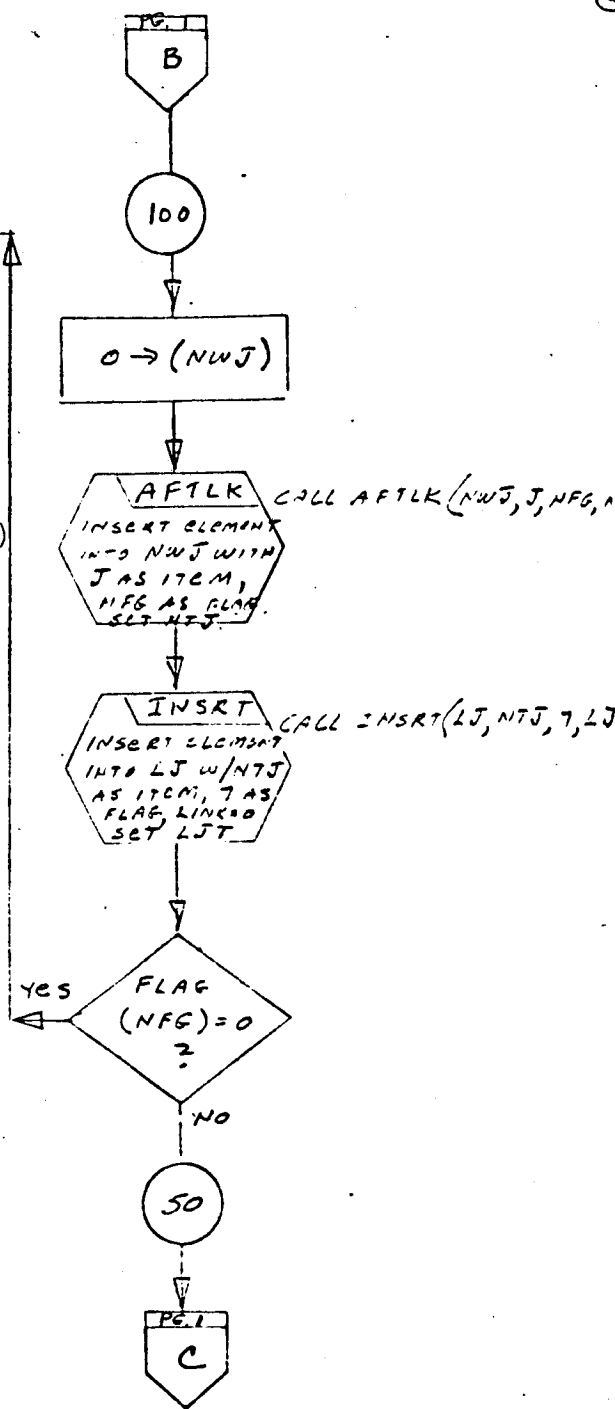 PG. 1
B
100
0 → (NWJ)
AFTLK
CALL AFTLK (NWJ, J, NFG, N
INSERT ELEMENT
INTO NWJ WITH
J AS ITEM,
NFG AS FLAG
SET NTJ
)
INSRT
CALL INSRT(LJ, NTJ, 7, LJ
INSERT ELEMENT
INTO LJ W/NTJ
AS ITEM, 7 AS
FLAG, LINK=0
SET LJT
FLAG
(NFG) = 0
?
Yes
NO
50
PG. 1
C